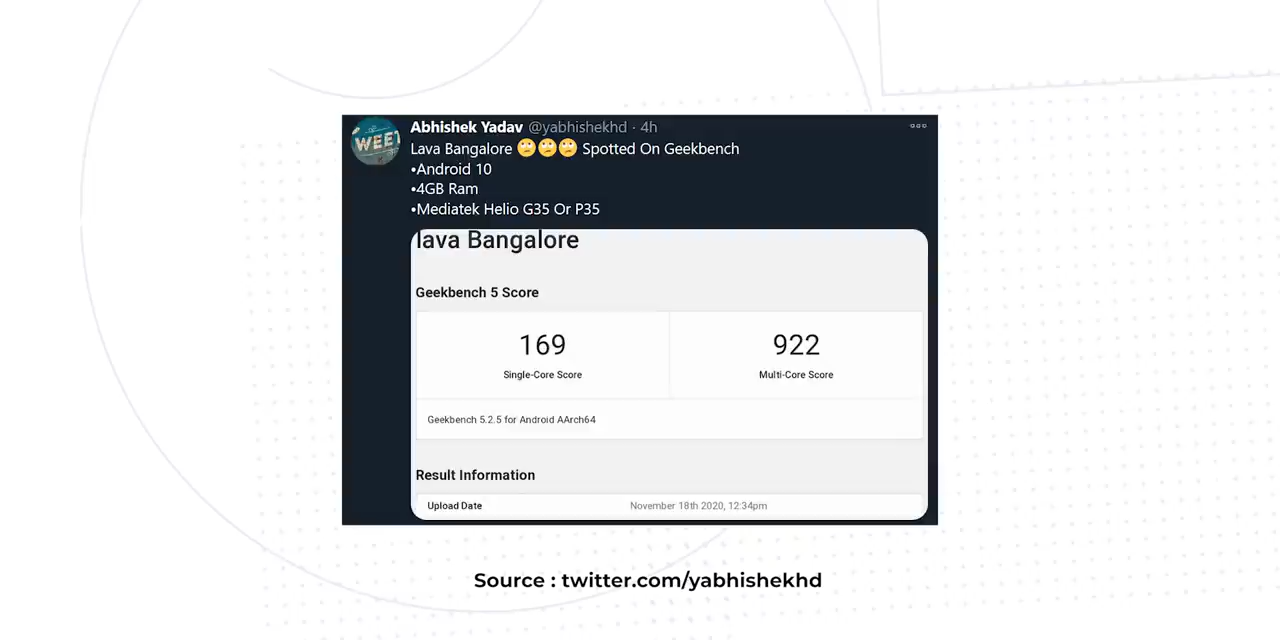 WEET
Abhishek Yadav @yabhishekhd · 4h
Lava Bangalore 🙄🙄🙄 Spotted On Geekbench
•Android 10
•4GB Ram
•Mediatek Helio G35 Or P35
lava Bangalore
Geekbench 5 Score
169 922
Single-Core Score Multi-Core Score
Geekbench 5.2.5 for Android AArch64
Result Information
Upload Date November 18th 2020, 12:34pm
Source : twitter.com/yabhishekhd